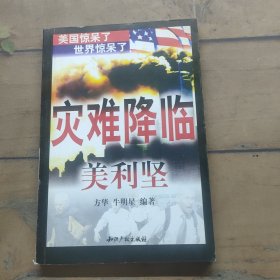 美国惊呆了
世界惊呆了
灾难降临
美利坚
方华 牛明星 编著
知识产权出版社